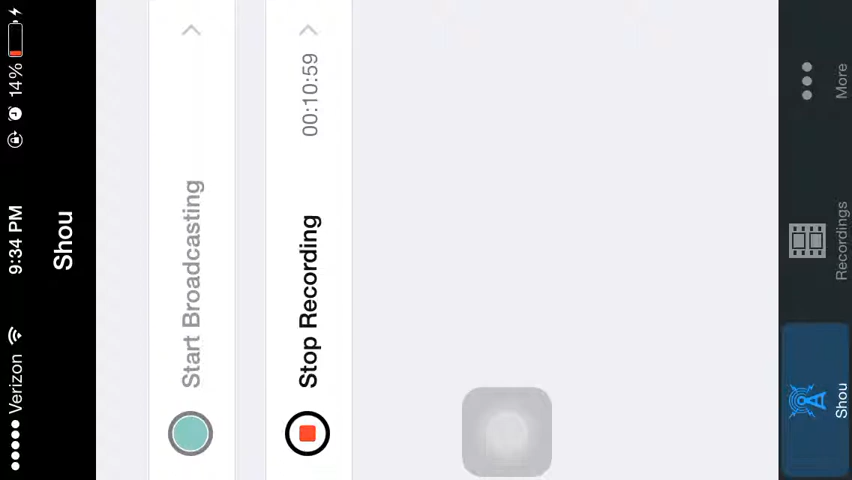 Verizon 9:34 PM 14%
Shou
Start Broadcasting
Stop Recording 00:10:59
Shou Recordings More